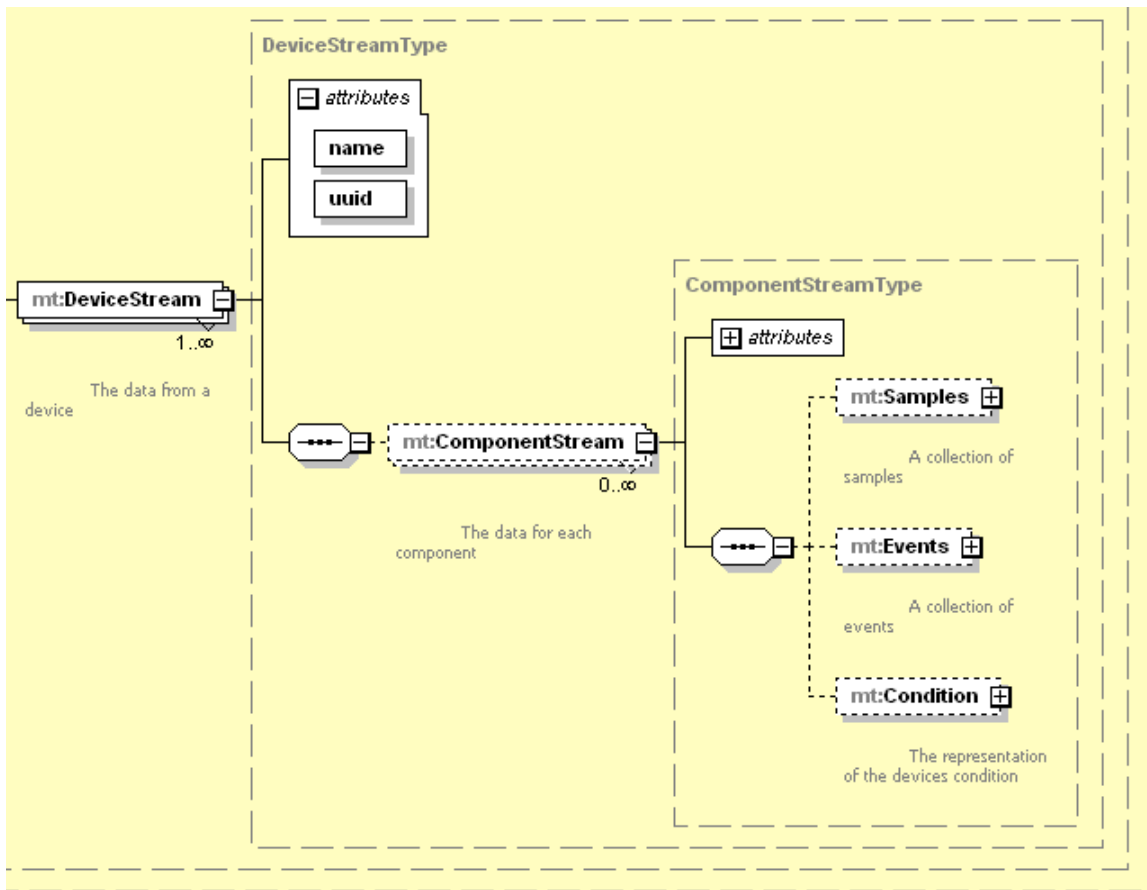 DeviceStreamType
attributes
name
uuid
mt:DeviceStream
1..∞
The data from a
device
ComponentStreamType
attributes
mt:Samples
A collection of
samples
mt:ComponentStream
0..∞
The data for each
component
mt:Events
A collection of
events
mt:Condition
The representation
of the devices condition